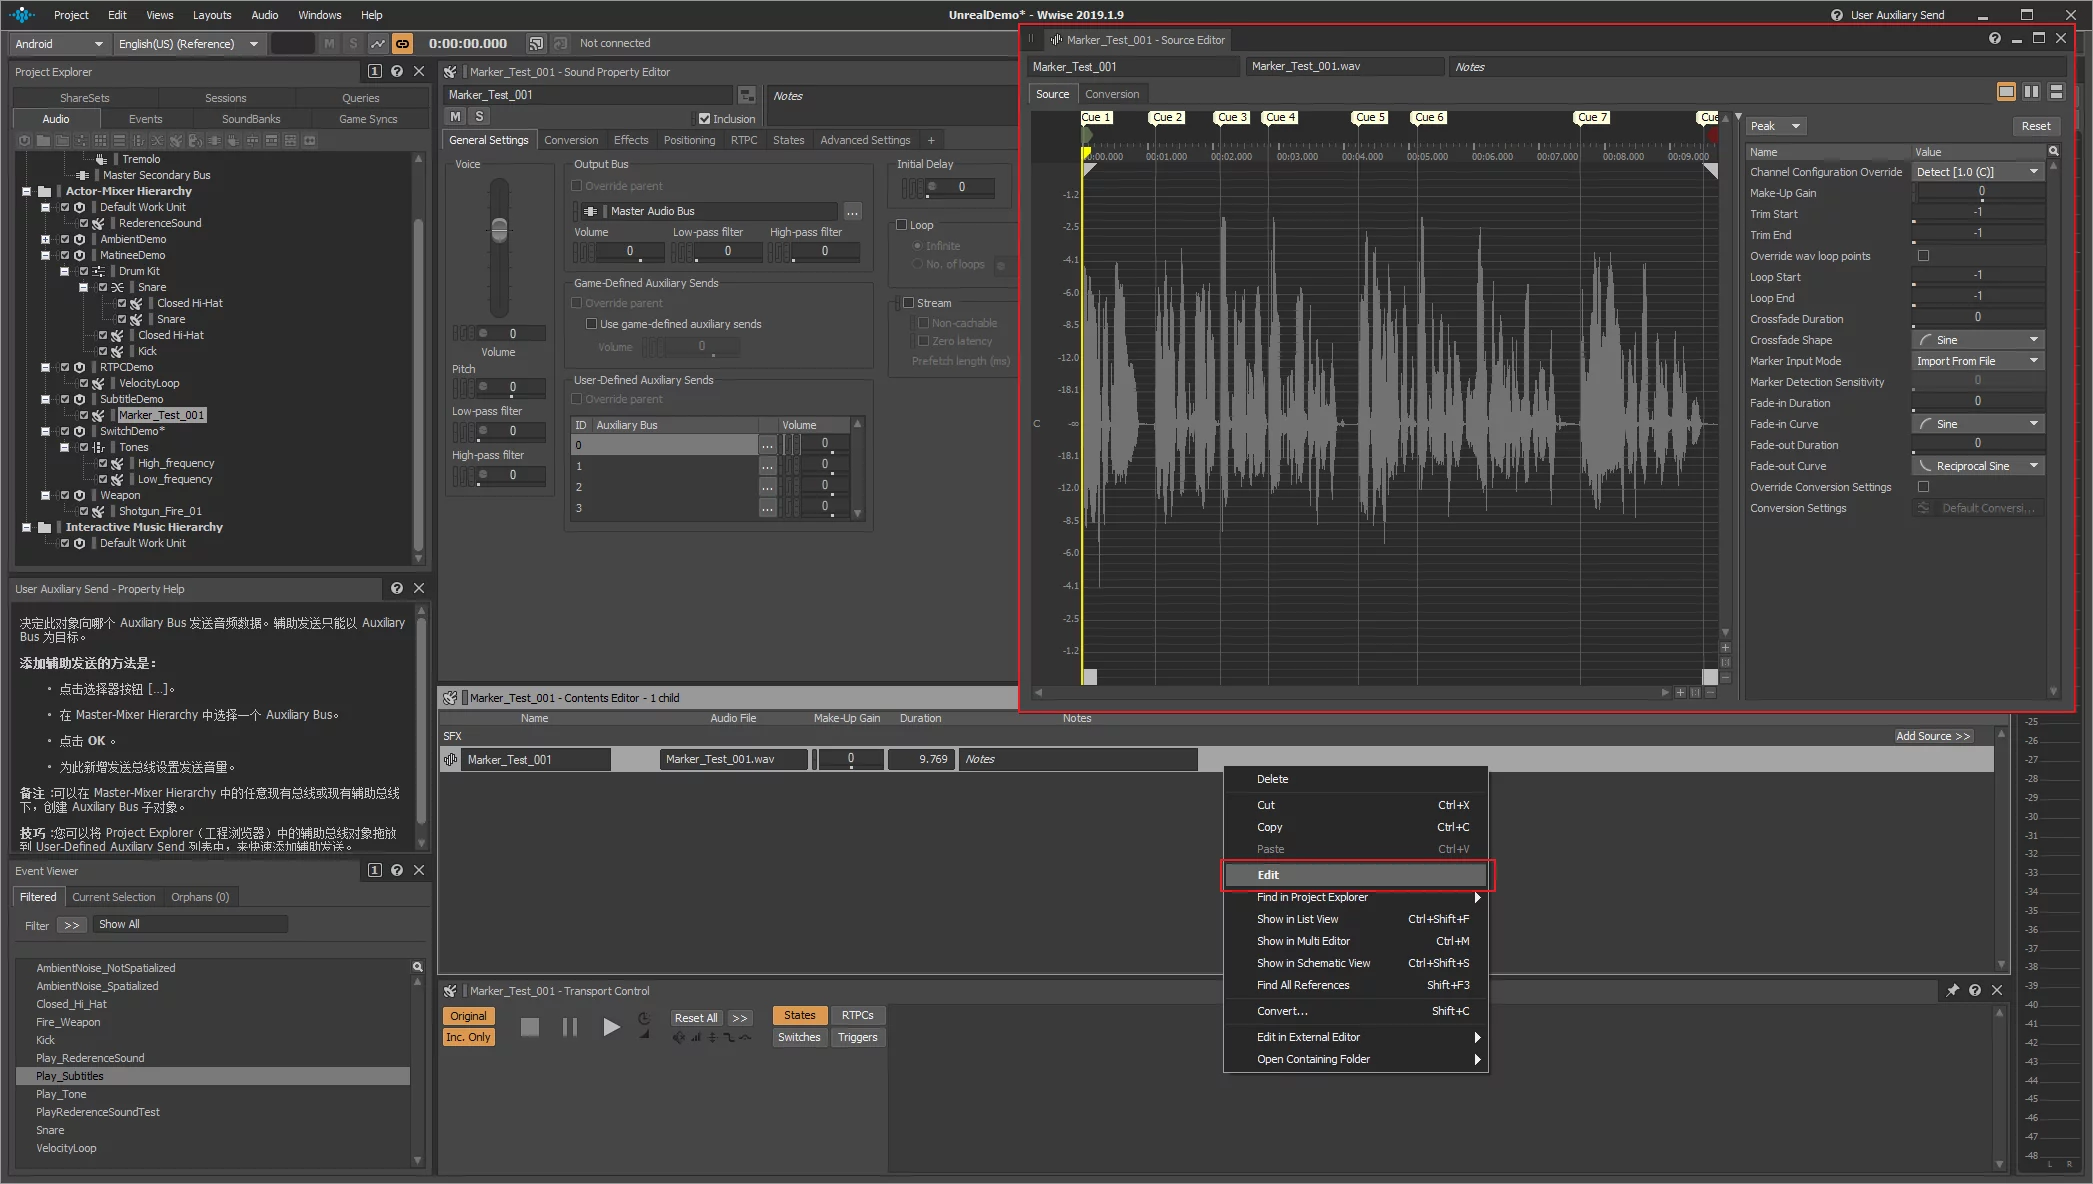 Project Edit Views Layouts Audio Windows Help
UnrealDemo* - Wwise 2019.1.9
User Auxiliary Send
Android
English(US) (Reference)
M S
0:00:00.000
Not connected
Project Explorer
ShareSets Sessions Queries
Audio Events SoundBanks Game Syncs
Tremolo
Master Secondary Bus
Actor-Mixer Hierarchy
Default Work Unit
RederenceSound
AmbientDemo
MatineeDemo
Drum Kit
Snare
Closed Hi-Hat
Snare
Closed Hi-Hat
Kick
RTPCDemo
VelocityLoop
SubtitleDemo
Marker_Test_001
SwitchDemo*
Tones
High_frequency
Low_frequency
Weapon
Shotgun_Fire_01
Interactive Music Hierarchy
Default Work Unit
User Auxiliary Send - Property Help
决定此对象向哪个 Auxiliary Bus 发送音频数据。辅助发送只能以 Auxiliary
Bus 为目标。
添加辅助发送的方法是：
• 点击选择器按钮 [...]。
• 在 Master-Mixer Hierarchy 中选择一个 Auxiliary Bus。
• 点击 OK 。
• 为此新增发送总线设置发送音量。
备注 :可以在 Master-Mixer Hierarchy 中的任意现有总线或现有辅助总线
下，创建 Auxiliary Bus 子对象。
技巧 :您可以将 Project Explorer（工程浏览器）中的辅助总线对象拖放
到 User-Defined Auxiliary Send 列表中，来快速添加辅助发送。
Event Viewer
Filtered Current Selection Orphans (0)
Filter >> Show All
AmbientNoise_NotSpatialized
AmbientNoise_Spatialized
Closed_Hi_Hat
Fire_Weapon
Kick
Play_RederenceSound
Play_Subtitles
Play_Tone
PlayRederenceSoundTest
Snare
VelocityLoop
Marker_Test_001 - Sound Property Editor
Marker_Test_001
Notes
M S
Inclusion
General Settings Conversion Effects Positioning RTPC States Advanced Settings +
Voice
0
Volume
Pitch
0
Low-pass filter
0
High-pass filter
0
Output Bus
Override parent
Master Audio Bus ...
Volume Low-pass filter High-pass filter
0 0 0
Game-Defined Auxiliary Sends
Override parent
Use game-defined auxiliary sends
Volume 0
User-Defined Auxiliary Sends
Override parent
ID Auxiliary Bus Volume
0 ... 0
1 ... 0
2 ... 0
3 ... 0
Initial Delay
0
Loop
Infinite
No. of loops
Stream
Non-cachable
Zero latency
Prefetch length (ms)
Marker_Test_001 - Source Editor
Marker_Test_001 Marker_Test_001.wav Notes
Source Conversion
Cue 1 Cue 2 Cue 3 Cue 4 Cue 5 Cue 6 Cue 7 Cue
00:00.000 00:01.000 00:02.000 00:03.000 00:04.000 00:05.000 00:06.000 00:07.000 00:08.000 00:09.000
-1.2
-2.5
-4.1
-6.0
-8.5
-12.0
-18.1
C -∞
-18.1
-12.0
-8.5
-6.0
-4.1
-2.5
-1.2
Peak Reset
Name Value
Channel Configuration Override Detect [1.0 (C)]
Make-Up Gain 0
Trim Start -1
Trim End -1
Override wav loop points
Loop Start -1
Loop End -1
Crossfade Duration 0
Crossfade Shape Sine
Marker Input Mode Import From File
Marker Detection Sensitivity 0
Fade-in Duration 0
Fade-in Curve Sine
Fade-out Duration 0
Fade-out Curve Reciprocal Sine
Override Conversion Settings
Conversion Settings Default Conversi...
Marker_Test_001 - Contents Editor - 1 child
Name Audio File Make-Up Gain Duration Notes
SFX Add Source >>
Marker_Test_001 Marker_Test_001.wav 0 9.769 Notes
Delete
Cut Ctrl+X
Copy Ctrl+C
Paste Ctrl+V
Edit
Find in Project Explorer
Show in List View Ctrl+Shift+F
Show in Multi Editor Ctrl+M
Show in Schematic View Ctrl+Shift+S
Find All References Shift+F3
Convert... Shift+C
Edit in External Editor
Open Containing Folder
Marker_Test_001 - Transport Control
Original
Inc. Only
Reset All >>
States RTPCs
Switches Triggers
-25
-26
-27
-28
-29
-30
-31
-32
-33
-34
-35
-36
-37
-38
-39
-40
-41
-42
-43
-44
-45
-46
-47
-48
L R